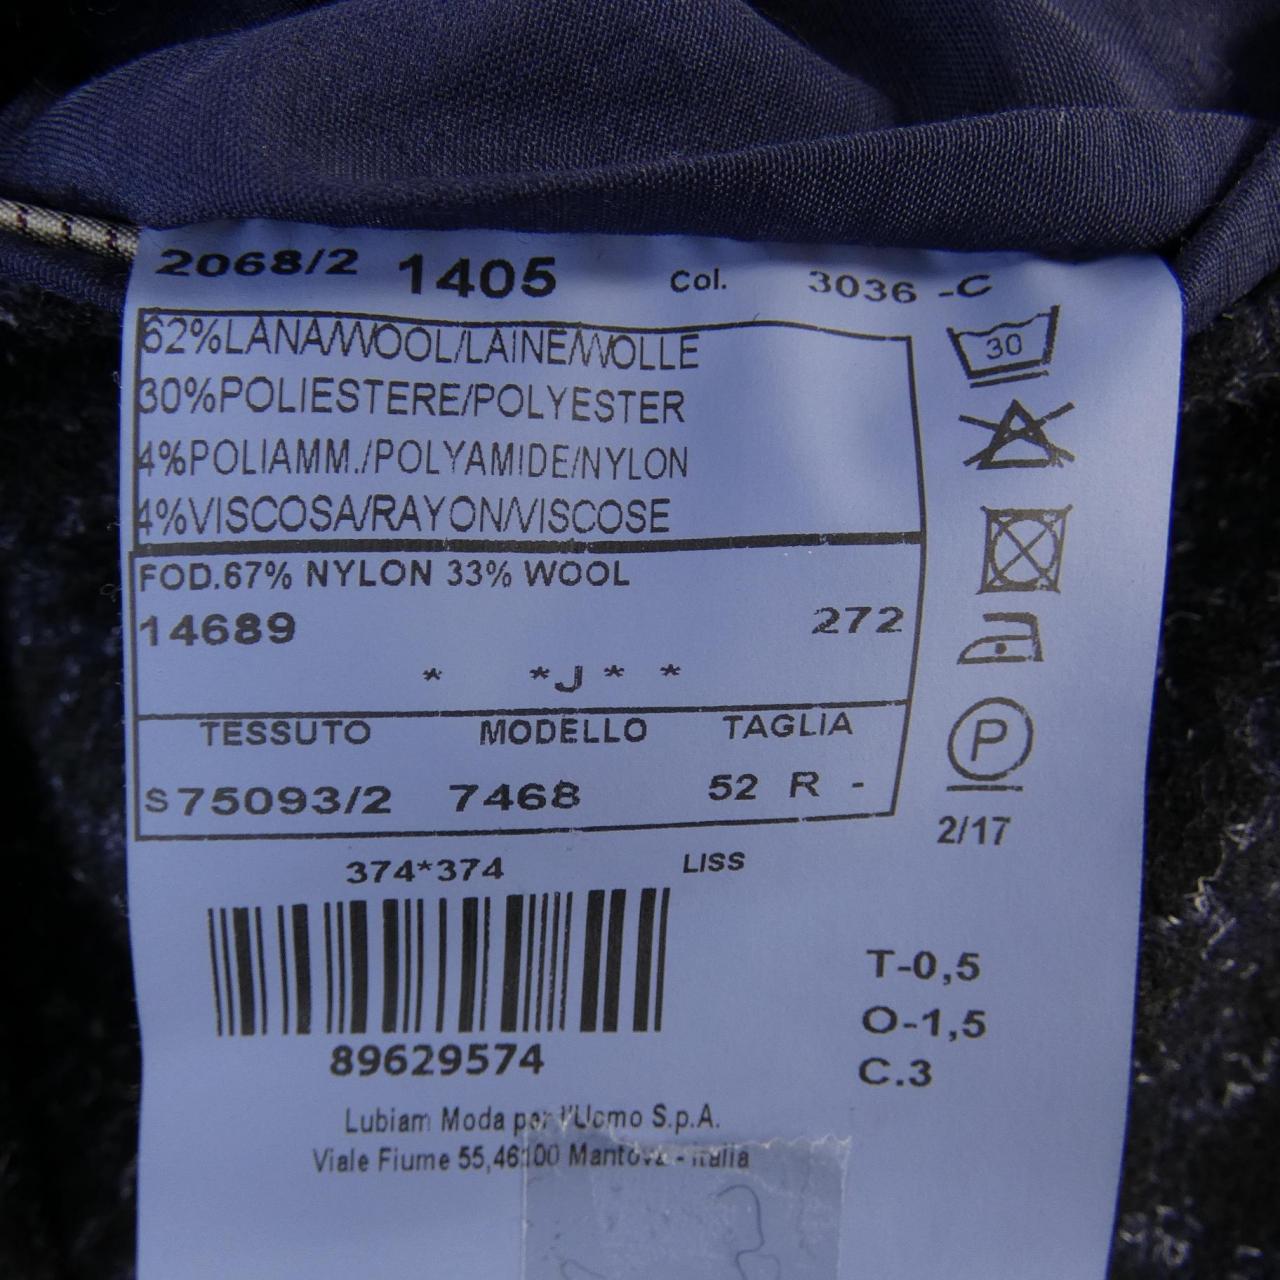 2068/2 1405 Col. 3036 -C
62%LANA/WOOL/LAINE/WOLLE
30%POLIESTERE/POLYESTER
4%POLIAMM./POLYAMIDE/NYLON
4%VISCOSA/RAYON/VISCOSE
30
FOD.67% NYLON 33% WOOL
14689 272
* *J* *
TESSUTO MODELLO TAGLIA
S75093/2 7468 52 R -
P
2/17
374*374 LISS
89629574
T-0,5
O-1,5
C.3
Lubiam Moda per l'Uomo S.p.A.
Viale Fiume 55,46100 Mantova - Italia